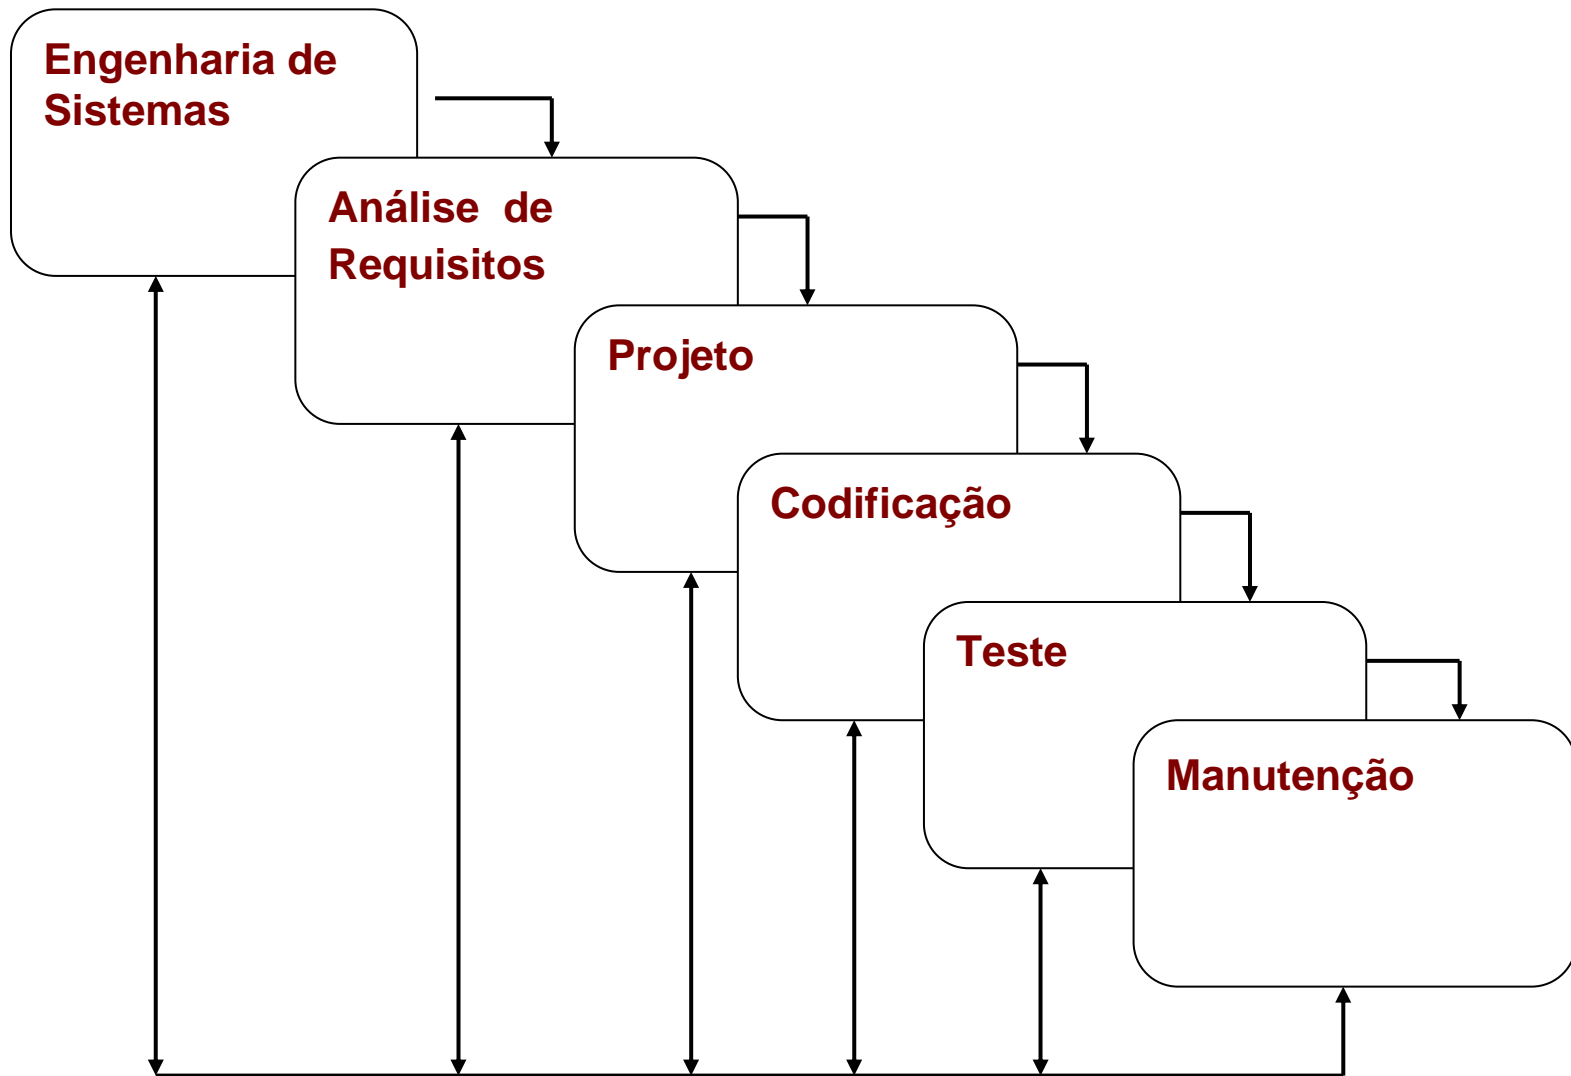 Engenharia de
Sistemas
Análise de
Requisitos
Projeto
Codificação
Teste
Manutenção